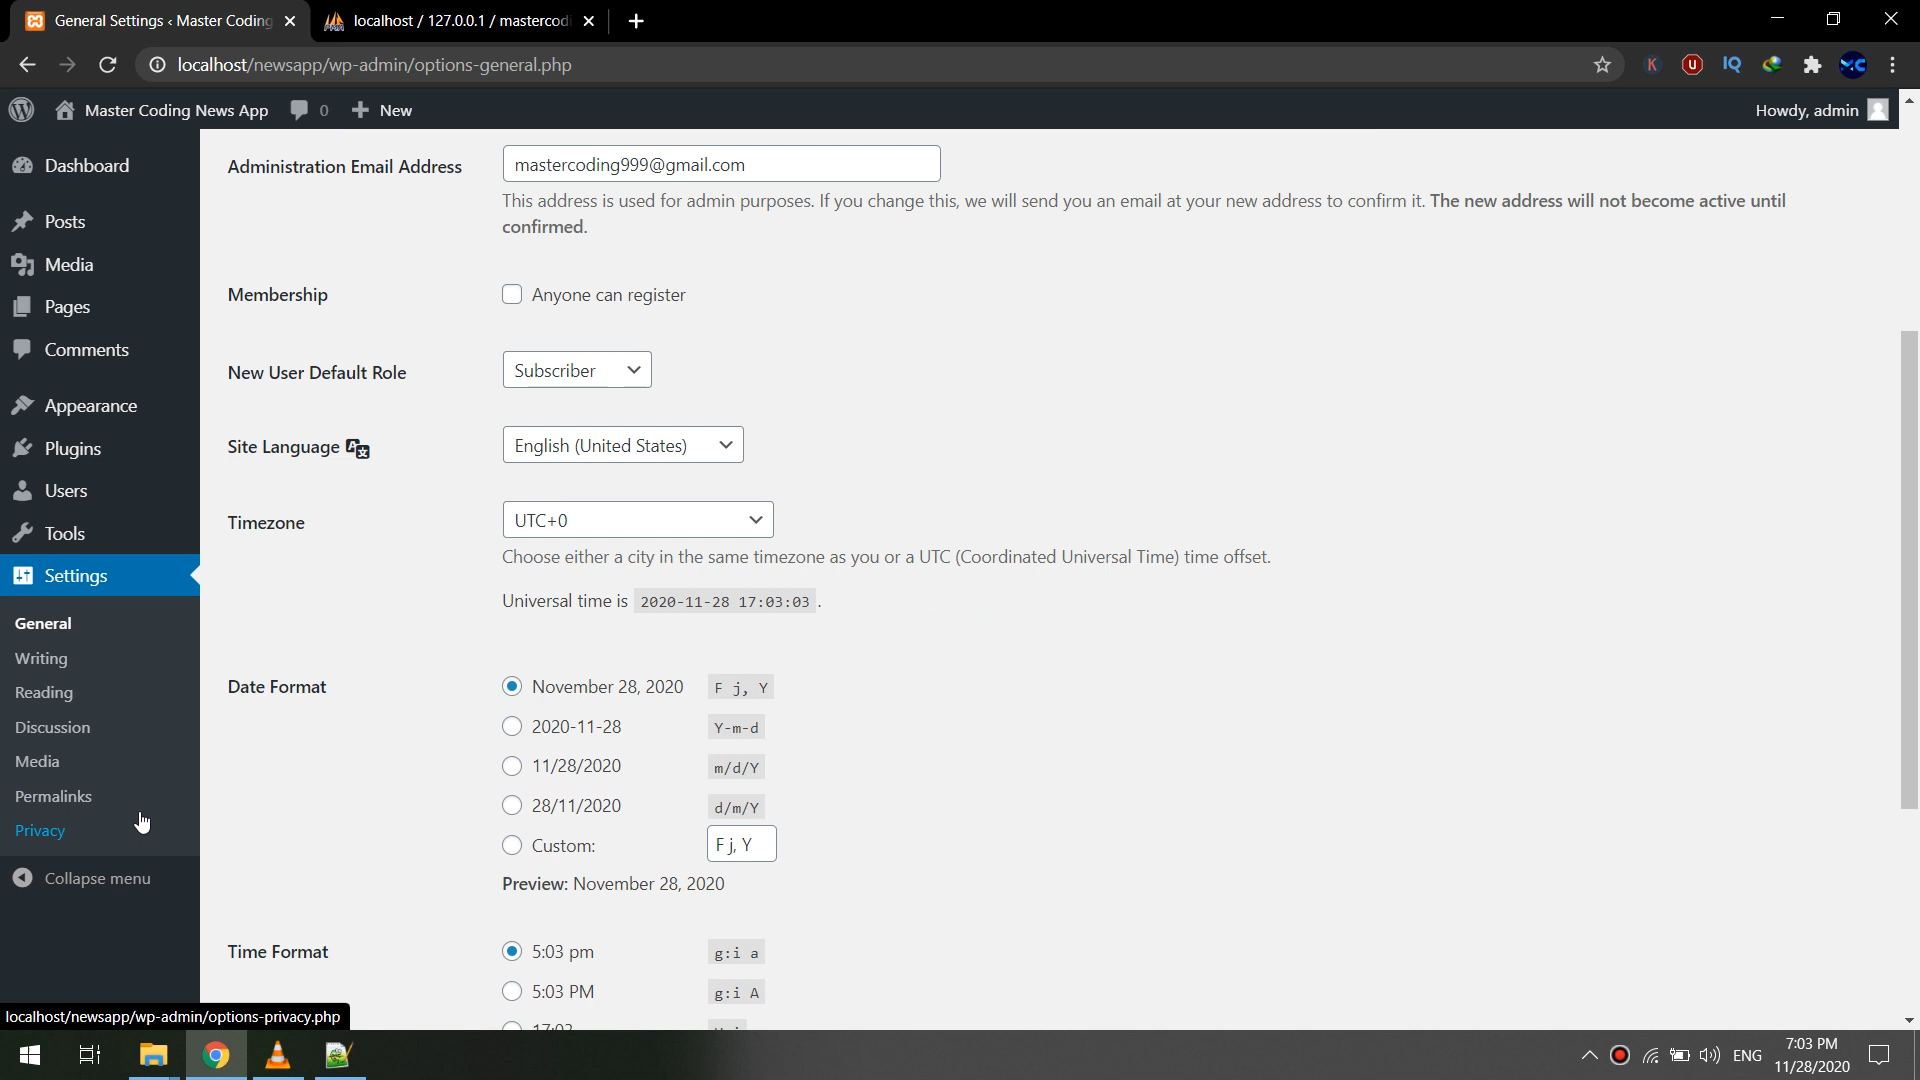 General Settings ‹ Master Coding
localhost / 127.0.0.1 / mastercodi
localhost/newsapp/wp-admin/options-general.php
K
U
IQ
Master Coding News App
0
New
Howdy, admin
Dashboard
Posts
Media
Pages
Comments
Appearance
Plugins
Users
Tools
Settings
General
Writing
Reading
Discussion
Media
Permalinks
Privacy
Collapse menu
Administration Email Address
mastercoding999@gmail.com
This address is used for admin purposes. If you change this, we will send you an email at your new address to confirm it. The new address will not become active until
confirmed.
Membership
Anyone can register
New User Default Role
Subscriber
Site Language
English (United States)
Timezone
UTC+0
Choose either a city in the same timezone as you or a UTC (Coordinated Universal Time) time offset.
Universal time is 2020-11-28 17:03:03 .
Date Format
November 28, 2020 F j, Y
2020-11-28 Y-m-d
11/28/2020 m/d/Y
28/11/2020 d/m/Y
Custom: F j, Y
Preview: November 28, 2020
Time Format
5:03 pm g:i a
5:03 PM g:i A
17:03
localhost/newsapp/wp-admin/options-privacy.php
ENG
7:03 PM
11/28/2020